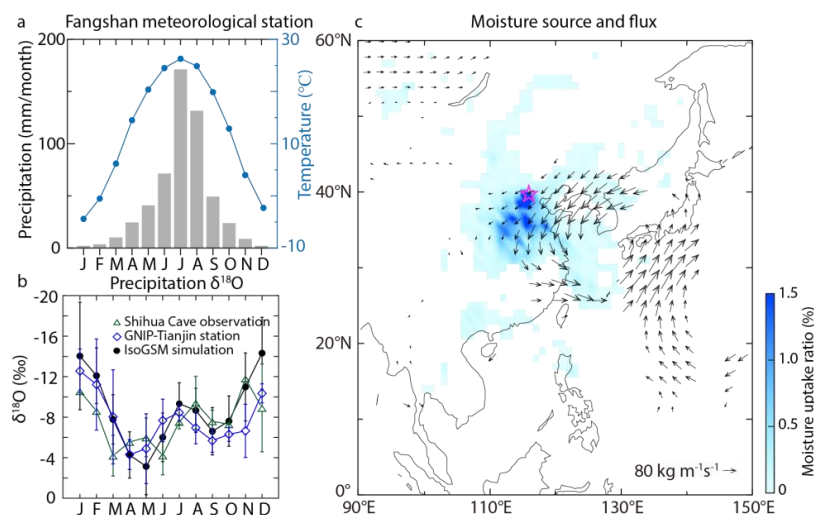 a Fangshan meteorological station
200
100
0
Precipitation (mm/month)
30
10
-10
Temperature (°C)
J F M A M J J A S O N D
b Precipitation δ¹⁸O
-20
-16
-12
-8
-4
0
δ¹⁸O (‰)
Shihua Cave observation
GNIP-Tianjin station
IsoGSM simulation
J F M A M J J A S O N D
c Moisture source and flux
60°N
40°N
20°N
0°
90°E 110°E 130°E 150°E
80 kg m⁻¹s⁻¹
1.5
1.0
0.5
0
Moisture uptake ratio (%)